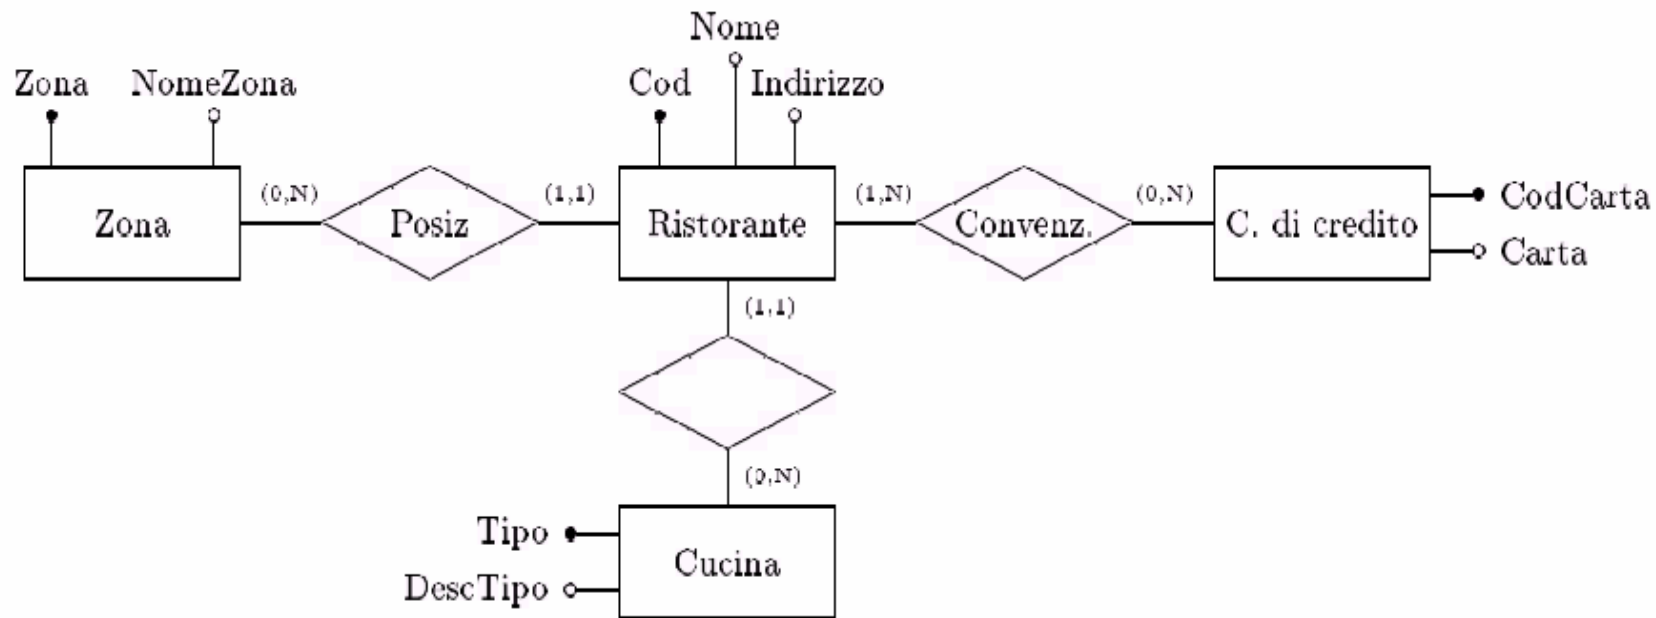 Nome
Zona NomeZona Cod Indirizzo
(0,N) (1,1) (1,N) (0,N)
Zona Posiz Ristorante Convenz. C. di credito
CodCarta
Carta
(1,1)
(0,N)
Tipo
Cucina
DescTipo